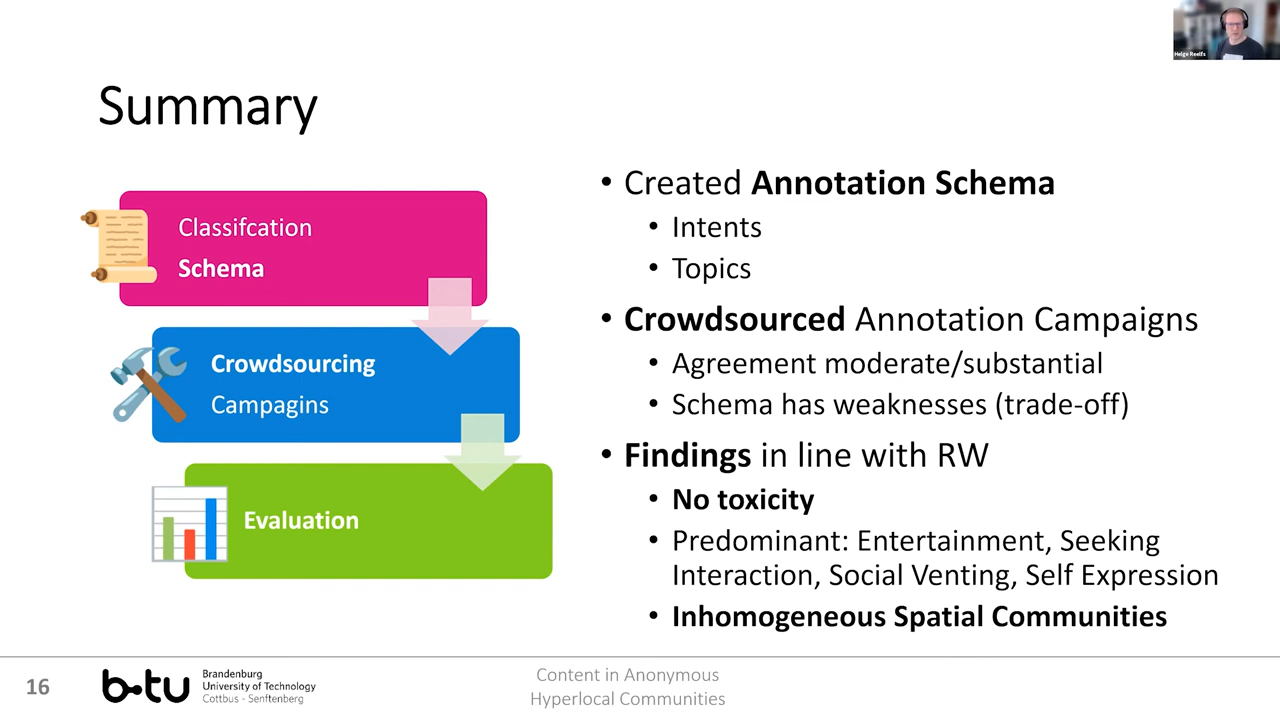 Helge Reelfs
Summary
Classifcation
Schema
Crowdsourcing
Campagins
Evaluation
• Created Annotation Schema
• Intents
• Topics
• Crowdsourced Annotation Campaigns
• Agreement moderate/substantial
• Schema has weaknesses (trade-off)
• Findings in line with RW
• No toxicity
• Predominant: Entertainment, Seeking
Interaction, Social Venting, Self Expression
• Inhomogeneous Spatial Communities
16
b-tu
Brandenburg
University of Technology
Cottbus - Senftenberg
Content in Anonymous
Hyperlocal Communities